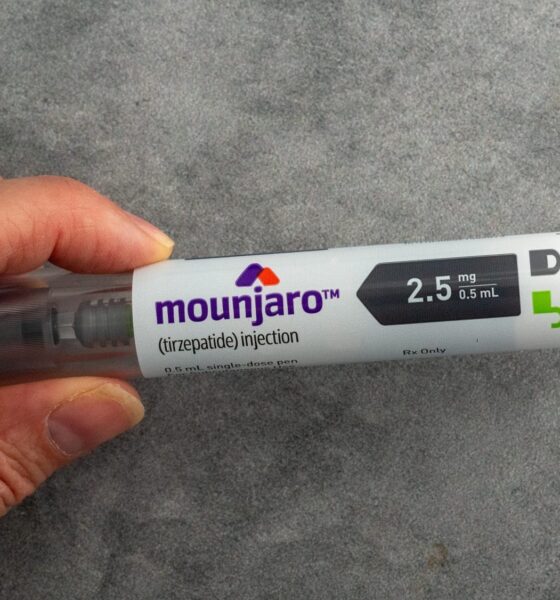 mounjaro™
(tirzepatide) injection
0.5 mL single-dose pen
2.5 mg
0.5 mL
Rx Only
D